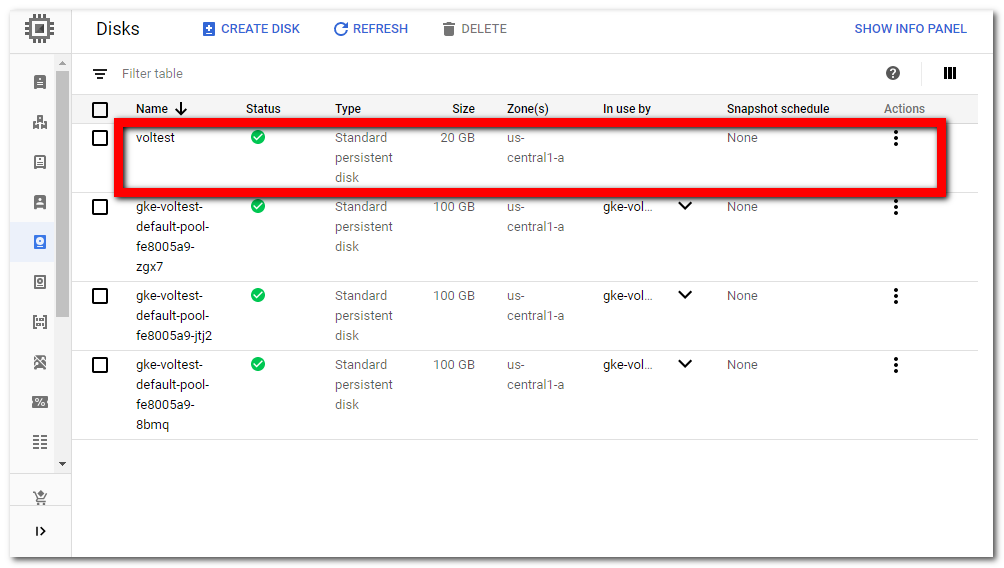 Disks
CREATE DISK
REFRESH
DELETE
SHOW INFO PANEL
Filter table
Name Status Type Size Zone(s) In use by Snapshot schedule Actions
voltest Standard 20 GB us- None
persistent central1-a
disk
gke-voltest- Standard 100 GB us- gke-vol... None
default-pool- persistent central1-a
fe8005a9- disk
zgx7
gke-voltest- Standard 100 GB us- gke-vol... None
default-pool- persistent central1-a
fe8005a9-jtj2 disk
gke-voltest- Standard 100 GB us- gke-vol... None
default-pool- persistent central1-a
fe8005a9- disk
8bmq